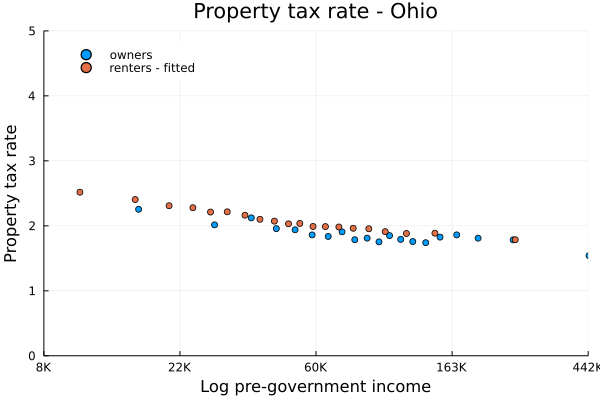 Property tax rate - Ohio
owners
renters - fitted
Property tax rate
5
4
3
2
1
0
8K 22K 60K 163K 442K
Log pre-government income